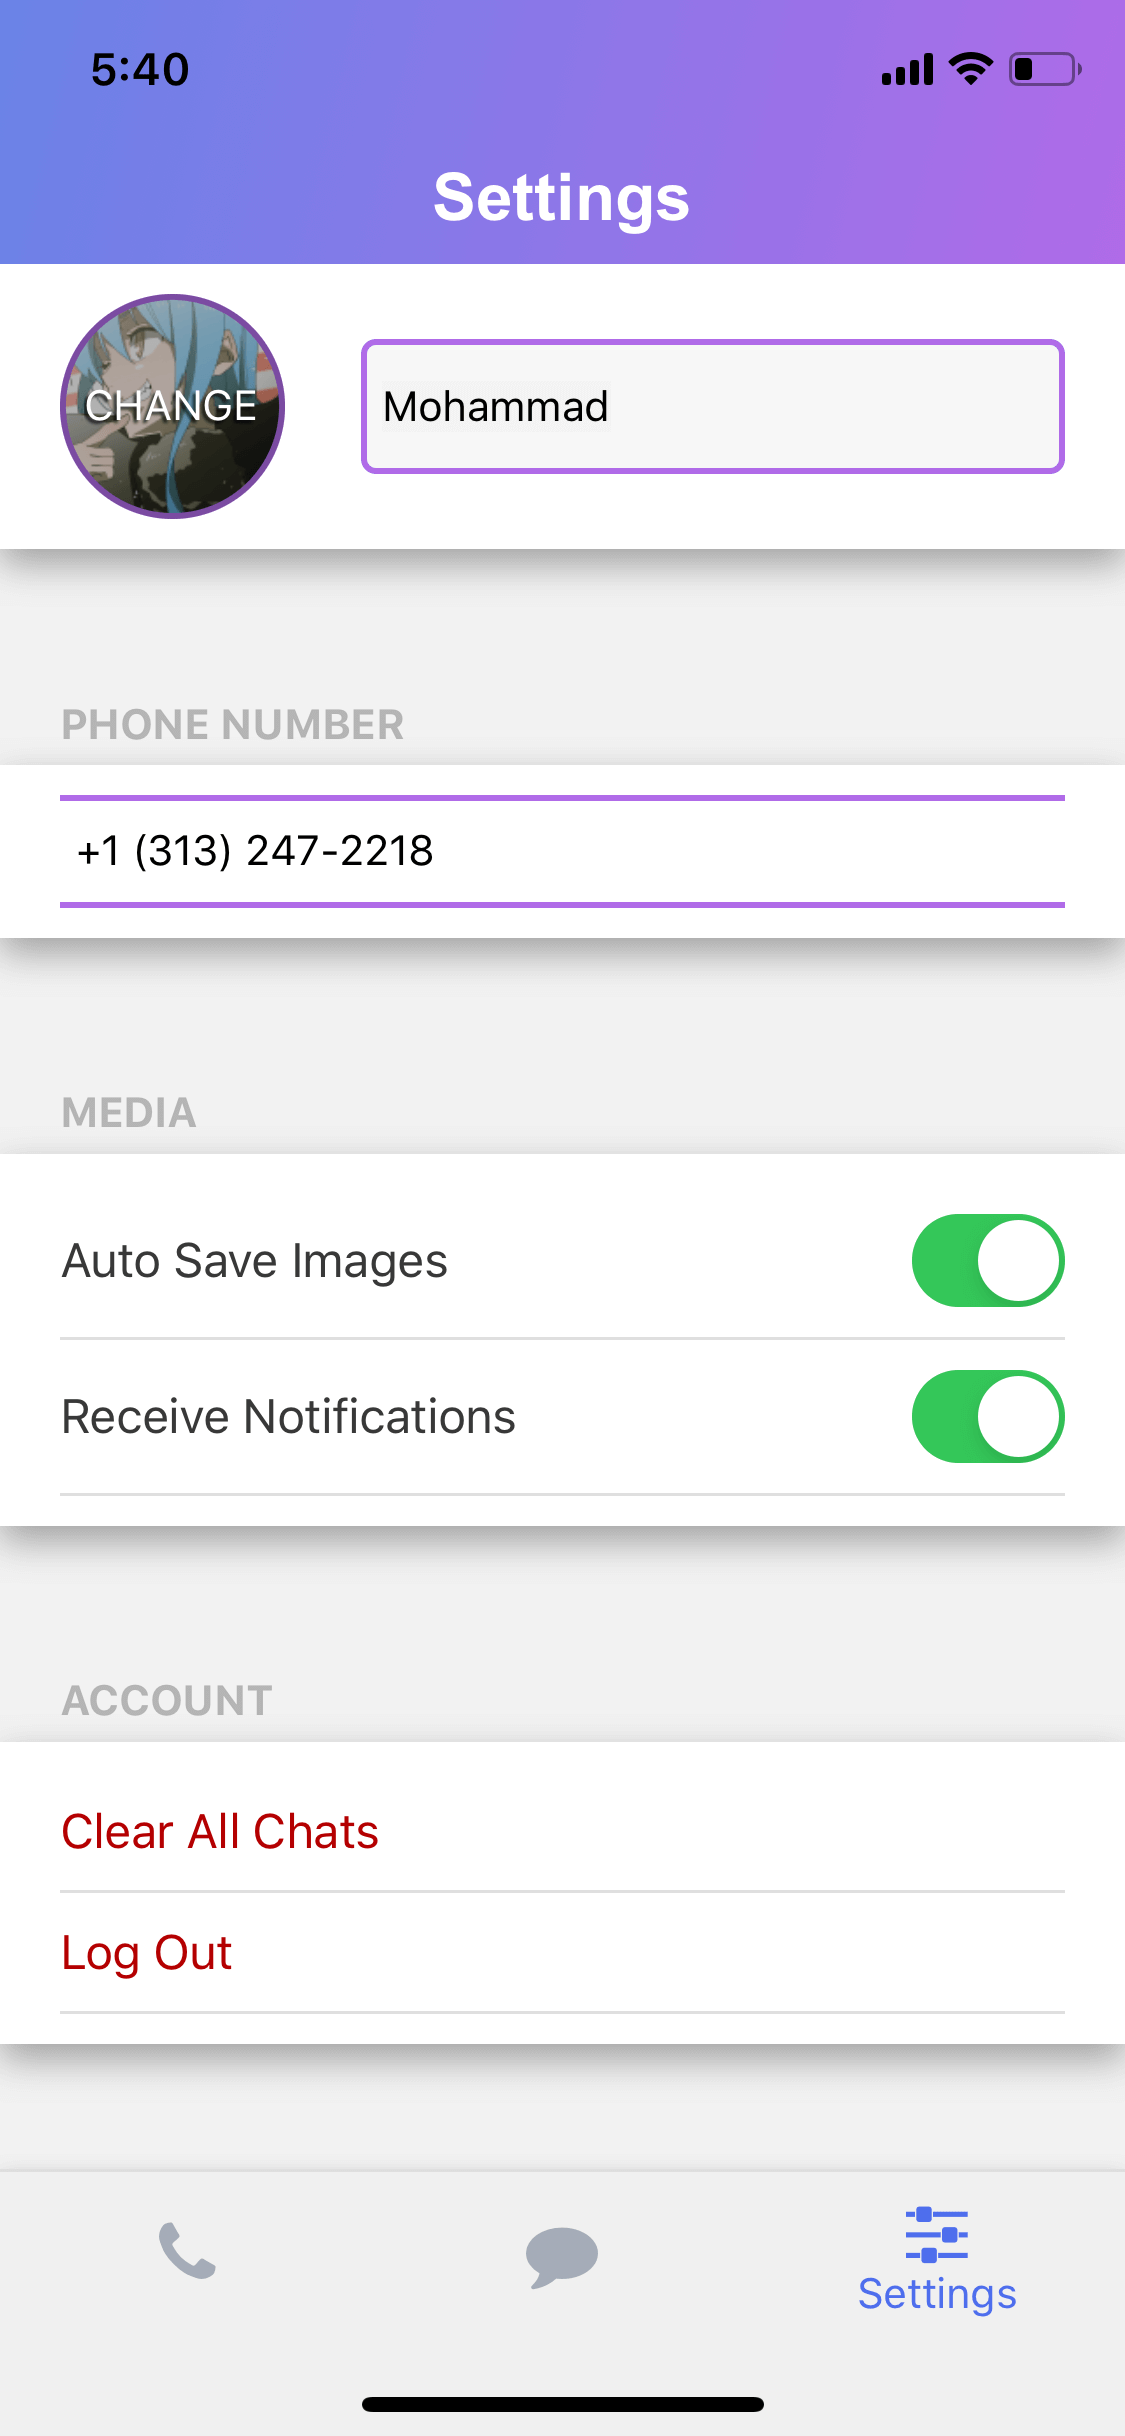 5:40
Settings
CHANGE
Mohammad
PHONE NUMBER
+1 (313) 247-2218
MEDIA
Auto Save Images
Receive Notifications
ACCOUNT
Clear All Chats
Log Out
Settings